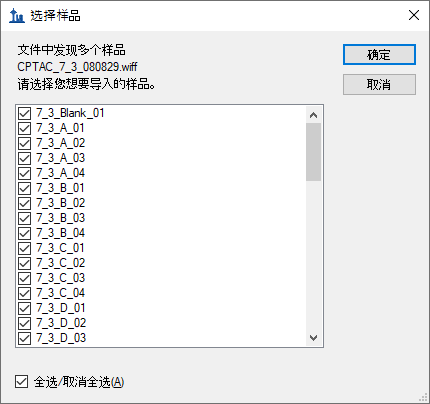 选择样品
文件中发现多个样品
CPTAC_7_3_080829.wiff
请选择您想要导入的样品。
确定
取消
7_3_Blank_01
7_3_A_01
7_3_A_02
7_3_A_03
7_3_A_04
7_3_B_01
7_3_B_02
7_3_B_03
7_3_B_04
7_3_C_01
7_3_C_02
7_3_C_03
7_3_C_04
7_3_D_01
7_3_D_02
7_3_D_03
全选/取消全选(A)